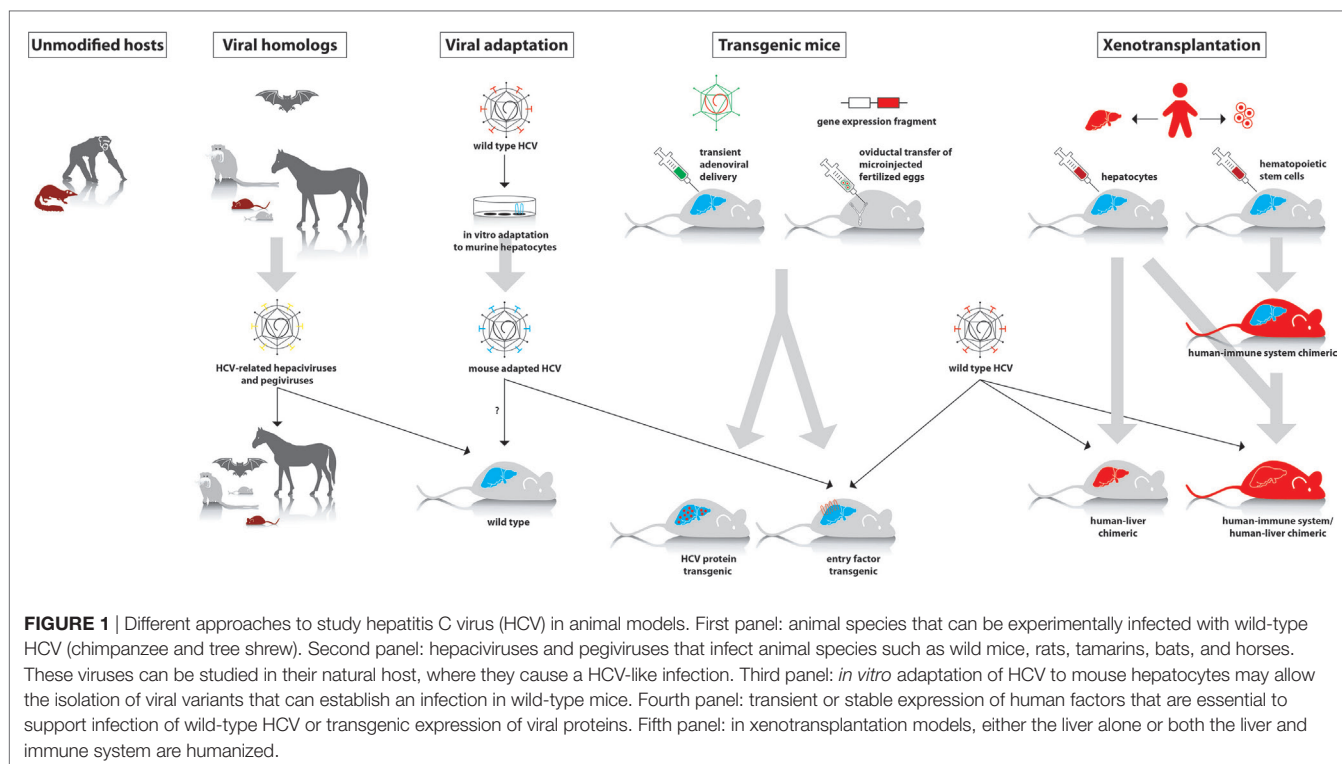 Unmodified hosts
Viral homologs
Viral adaptation
Transgenic mice
Xenotransplantation
wild type HCV
in vitro adaptation
to murine hepatocytes
gene expression fragment
transient
adenoviral
delivery
oviductal transfer of
microinjected
fertilized eggs
hepatocytes
hematopoietic
stem cells
HCV-related hepaciviruses
and pegiviruses
mouse adapted HCV
?
wild type HCV
human-immune system chimeric
wild type
HCV protein
transgenic
entry factor
transgenic
human-liver
chimeric
human-immune system/
human-liver chimeric
FIGURE 1 | Different approaches to study hepatitis C virus (HCV) in animal models. First panel: animal species that can be experimentally infected with wild-type
HCV (chimpanzee and tree shrew). Second panel: hepaciviruses and pegiviruses that infect animal species such as wild mice, rats, tamarins, bats, and horses.
These viruses can be studied in their natural host, where they cause a HCV-like infection. Third panel: in vitro adaptation of HCV to mouse hepatocytes may allow
the isolation of viral variants that can establish an infection in wild-type mice. Fourth panel: transient or stable expression of human factors that are essential to
support infection of wild-type HCV or transgenic expression of viral proteins. Fifth panel: in xenotransplantation models, either the liver alone or both the liver and
immune system are humanized.